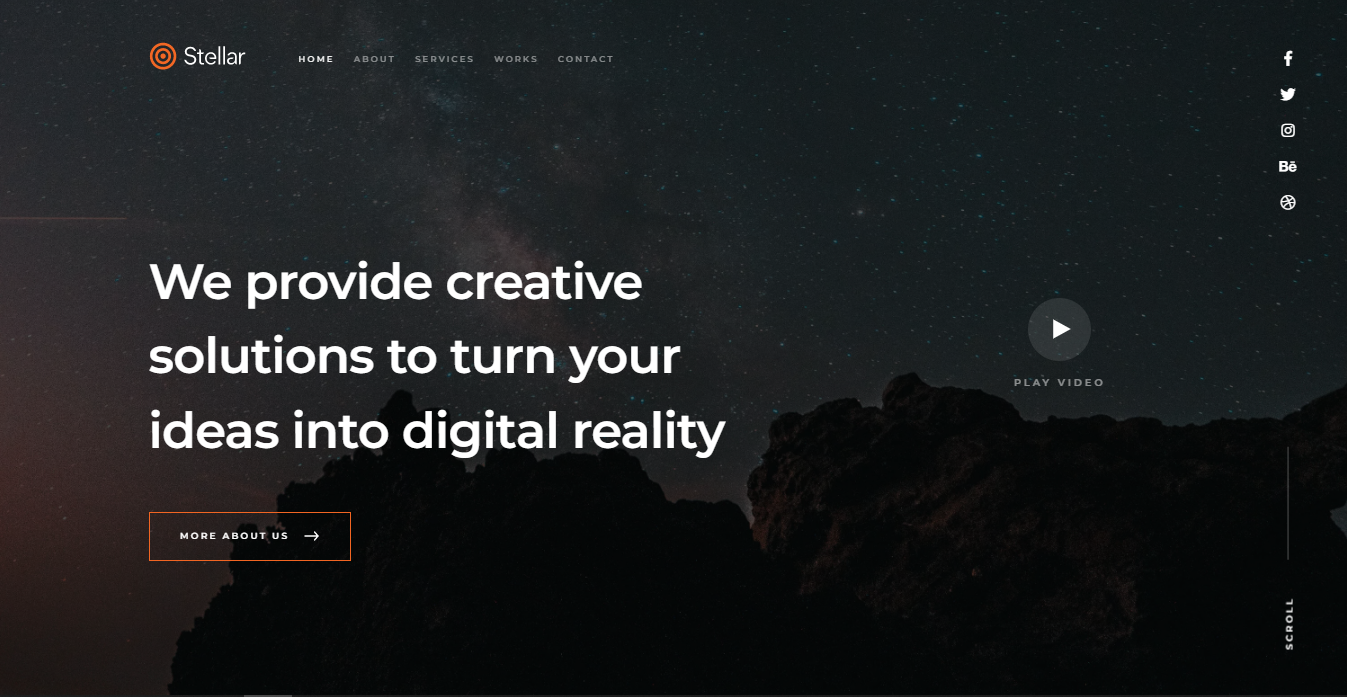 Stellar
HOME ABOUT SERVICES WORKS CONTACT
Bē
We provide creative
solutions to turn your
ideas into digital reality
PLAY VIDEO
MORE ABOUT US
SCROLL